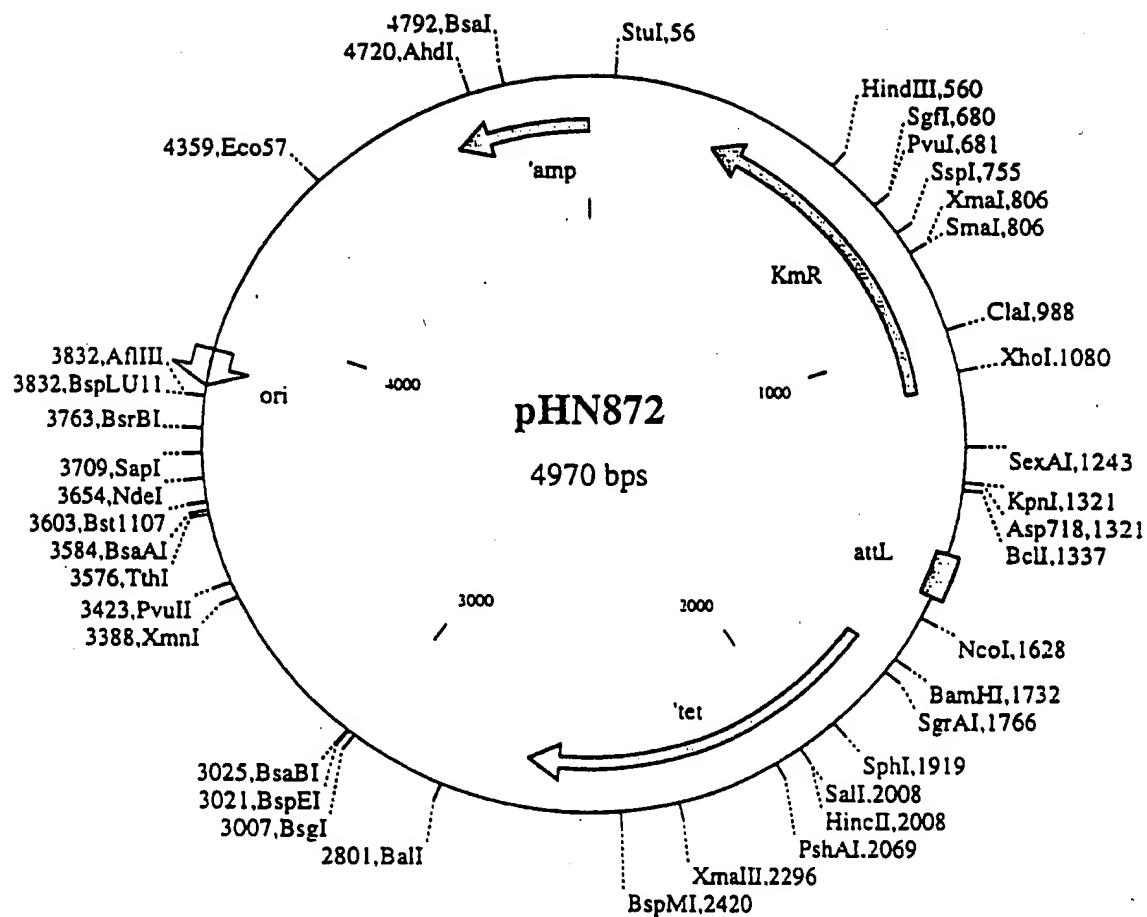 4792,BsaI
4720,AhdI
StuI,56
HindIII,560
SgfI,680
PvuI,681
SspI,755
XmaI,806
SmaI,806
4359,Eco57
'amp
KmR
ClaI,988
XhoI.1080
3832,AflIII
3832,BspLU11
ori
4000
1000
3763,BsrBI
pHN872
4970 bps
3709,SapI
3654,NdeI
3603,Bst1107
3584,BsaAI
3576,TthI
3423,PvuII
3388,XmnI
SexAI,1243
KpnI,1321
Asp718,1321
BclI,1337
attL
3000
2000
NcoI,1628
BamHI,1732
SgrAI,1766
'tet
SphI,1919
SalI.2008
HincII,2008
PshAI.2069
XmaIII.2296
BspMI,2420
3025,BsaBI
3021,BspEI
3007,BsgI
2801,BalI